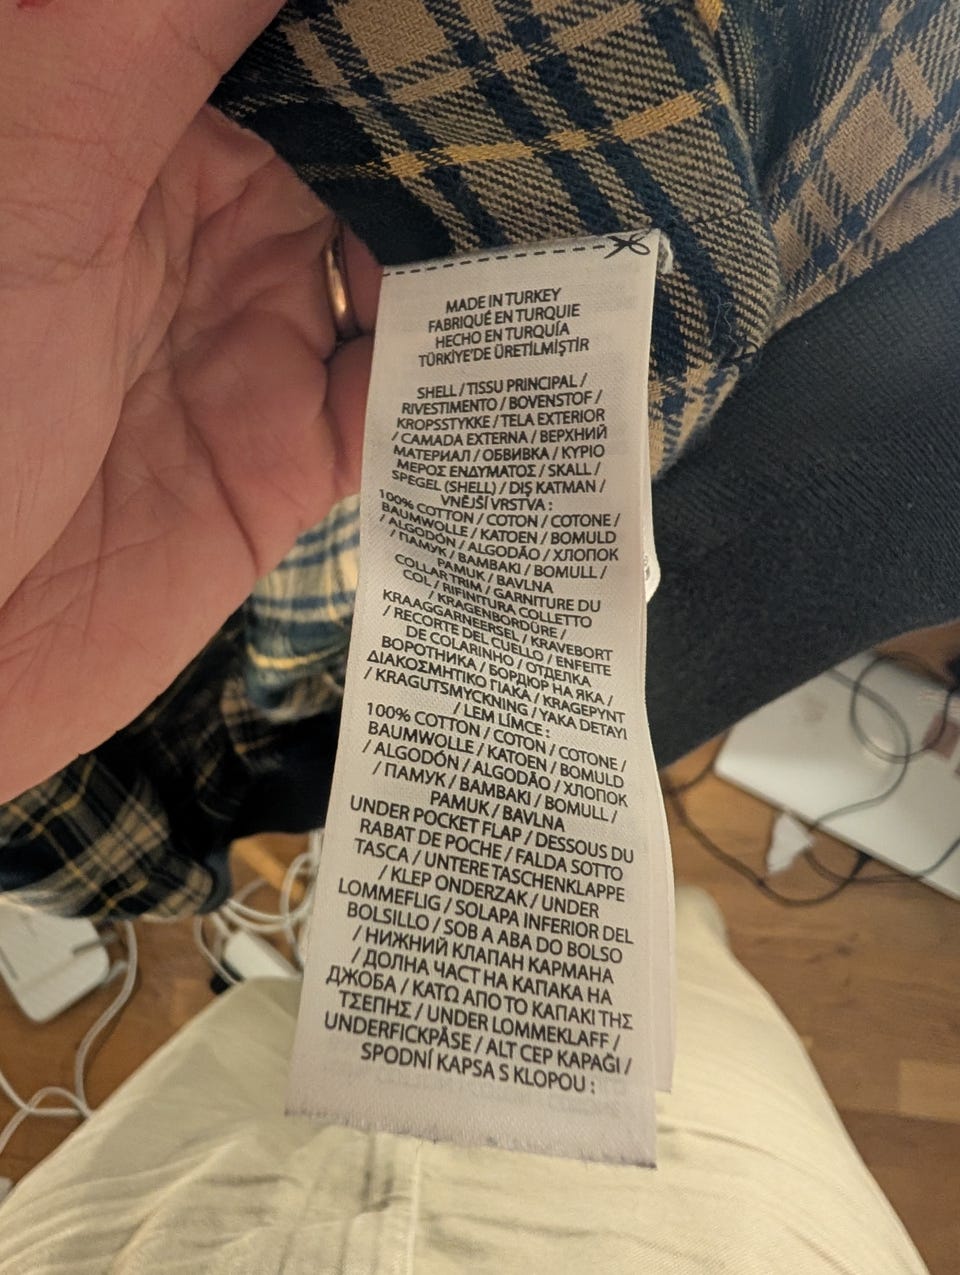 MADE IN TURKEY
FABRIQUÉ EN TURQUIE
HECHO EN TURQUÍA
TÜRKİYE'DE ÜRETİLMİŞTİR
SHELL / TISSU PRINCIPAL /
RIVESTIMENTO / BOVENSTOF /
KROPSSTYKKE / TELA EXTERIOR
/ CAMADA EXTERNA / ВЕРХНИЙ
МАТЕРИАЛ / ОБВИВКА / ΚΥΡΙΟ
ΜΕΡΟΣ ΕΝΔΥΜΑΤΟΣ / SKALL /
SPEGEL (SHELL) / DIŞ KATMAN /
VNĚJŠÍ VRSTVA :
100% COTTON / COTON / COTONE /
BAUMWOLLE / KATOEN / BOMULD
/ ALGODÓN / ALGODÃO / ХЛОПОК
/ ПАМУК / ΒΑΜΒΑΚΙ / BOMULL /
PAMUK / BAVLNA
COLLAR TRIM / GARNITURE DU
COL / RIFINITURA COLLETTO
/ KRAGENBORDÜRE /
KRAAGGARNEERSEL / KRAVEBORT
/ RECORTE DEL CUELLO / ENFEITE
DE COLARINHO / ОТДЕЛКА
ВОРОТНИКА / БОРДЮР НА ЯКА /
ΔΙΑΚΟΣΜΗΤΙΚΟ ΓΙΑΚΑ / KRAGEPYNT
/ KRAGUTSMYCKNING / YAKA DETAYI
/ LEM LÍMCE :
100% COTTON / COTON / COTONE /
BAUMWOLLE / KATOEN / BOMULD
/ ALGODÓN / ALGODÃO / ХЛОПОК
/ ПАМУК / ΒΑΜΒΑΚΙ / BOMULL /
PAMUK / BAVLNA
UNDER POCKET FLAP / DESSOUS DU
RABAT DE POCHE / FALDA SOTTO
TASCA / UNTERE TASCHENKLAPPE
/ KLEP ONDERZAK / UNDER
LOMMEFLIG / SOLAPA INFERIOR DEL
BOLSILLO / SOB A ABA DO BOLSO
/ НИЖНИЙ КЛАПАН КАРМАНА
/ ДОЛНА ЧАСТ НА КАПАКА НА
ДЖОБА / ΚΑΤΩ ΑΠΟ ΤΟ ΚΑΠΑΚΙ ΤΗΣ
ΤΣΕΠΗΣ / UNDER LOMMEKLAFF /
UNDERFICKPÅSE / ALT CEP KAPAĞI /
SPODNÍ KAPSA S KLOPOU :